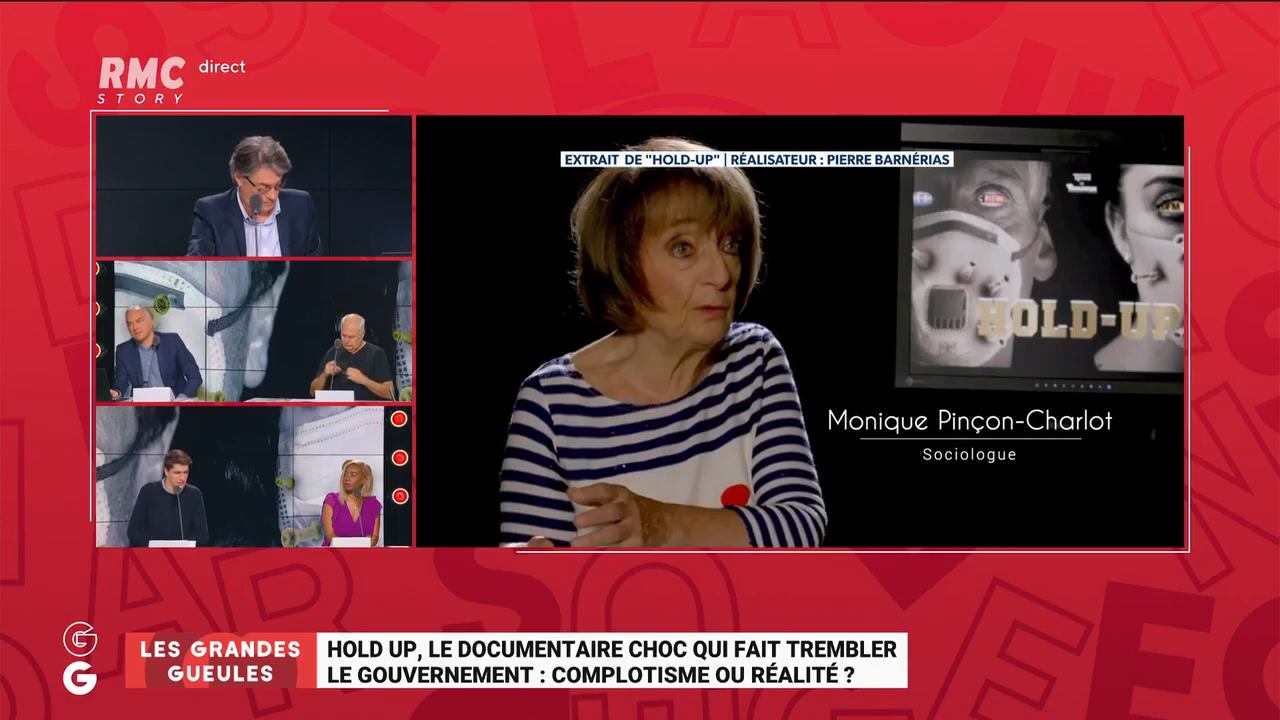 RMC direct
STORY
EXTRAIT DE "HOLD-UP" | RÉALISATEUR : PIERRE BARNÉRIAS
HOLD-UP
Monique Pinçon-Charlot
Sociologue
LES GRANDES
GUEULES
HOLD UP, LE DOCUMENTAIRE CHOC QUI FAIT TREMBLER
LE GOUVERNEMENT : COMPLOTISME OU RÉALITÉ ?